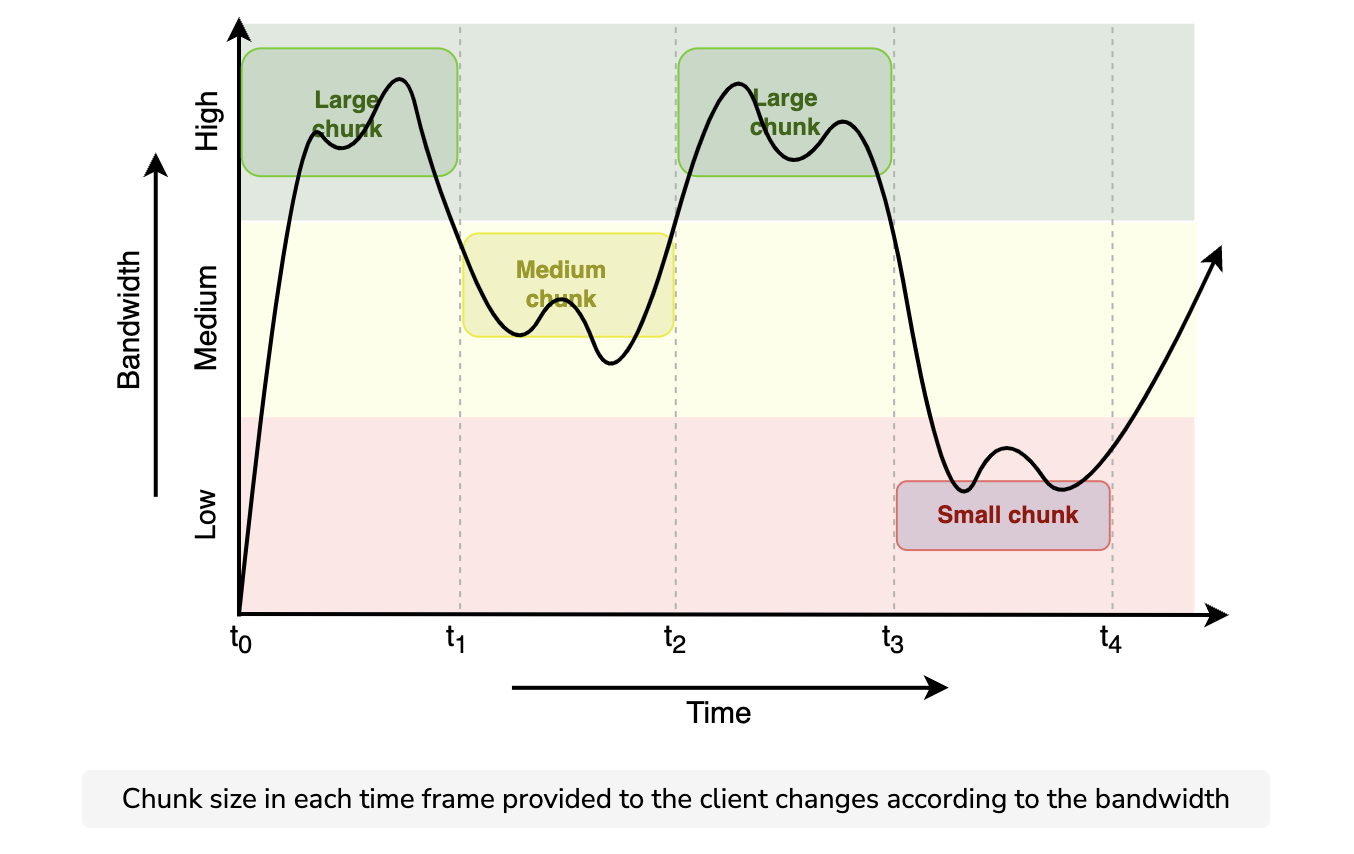 High
Large
chunk
Large
chunk
Bandwidth
Medium
Medium
chunk
Low
Small chunk
t0
t1
t2
t3
t4
Time
Chunk size in each time frame provided to the client changes according to the bandwidth